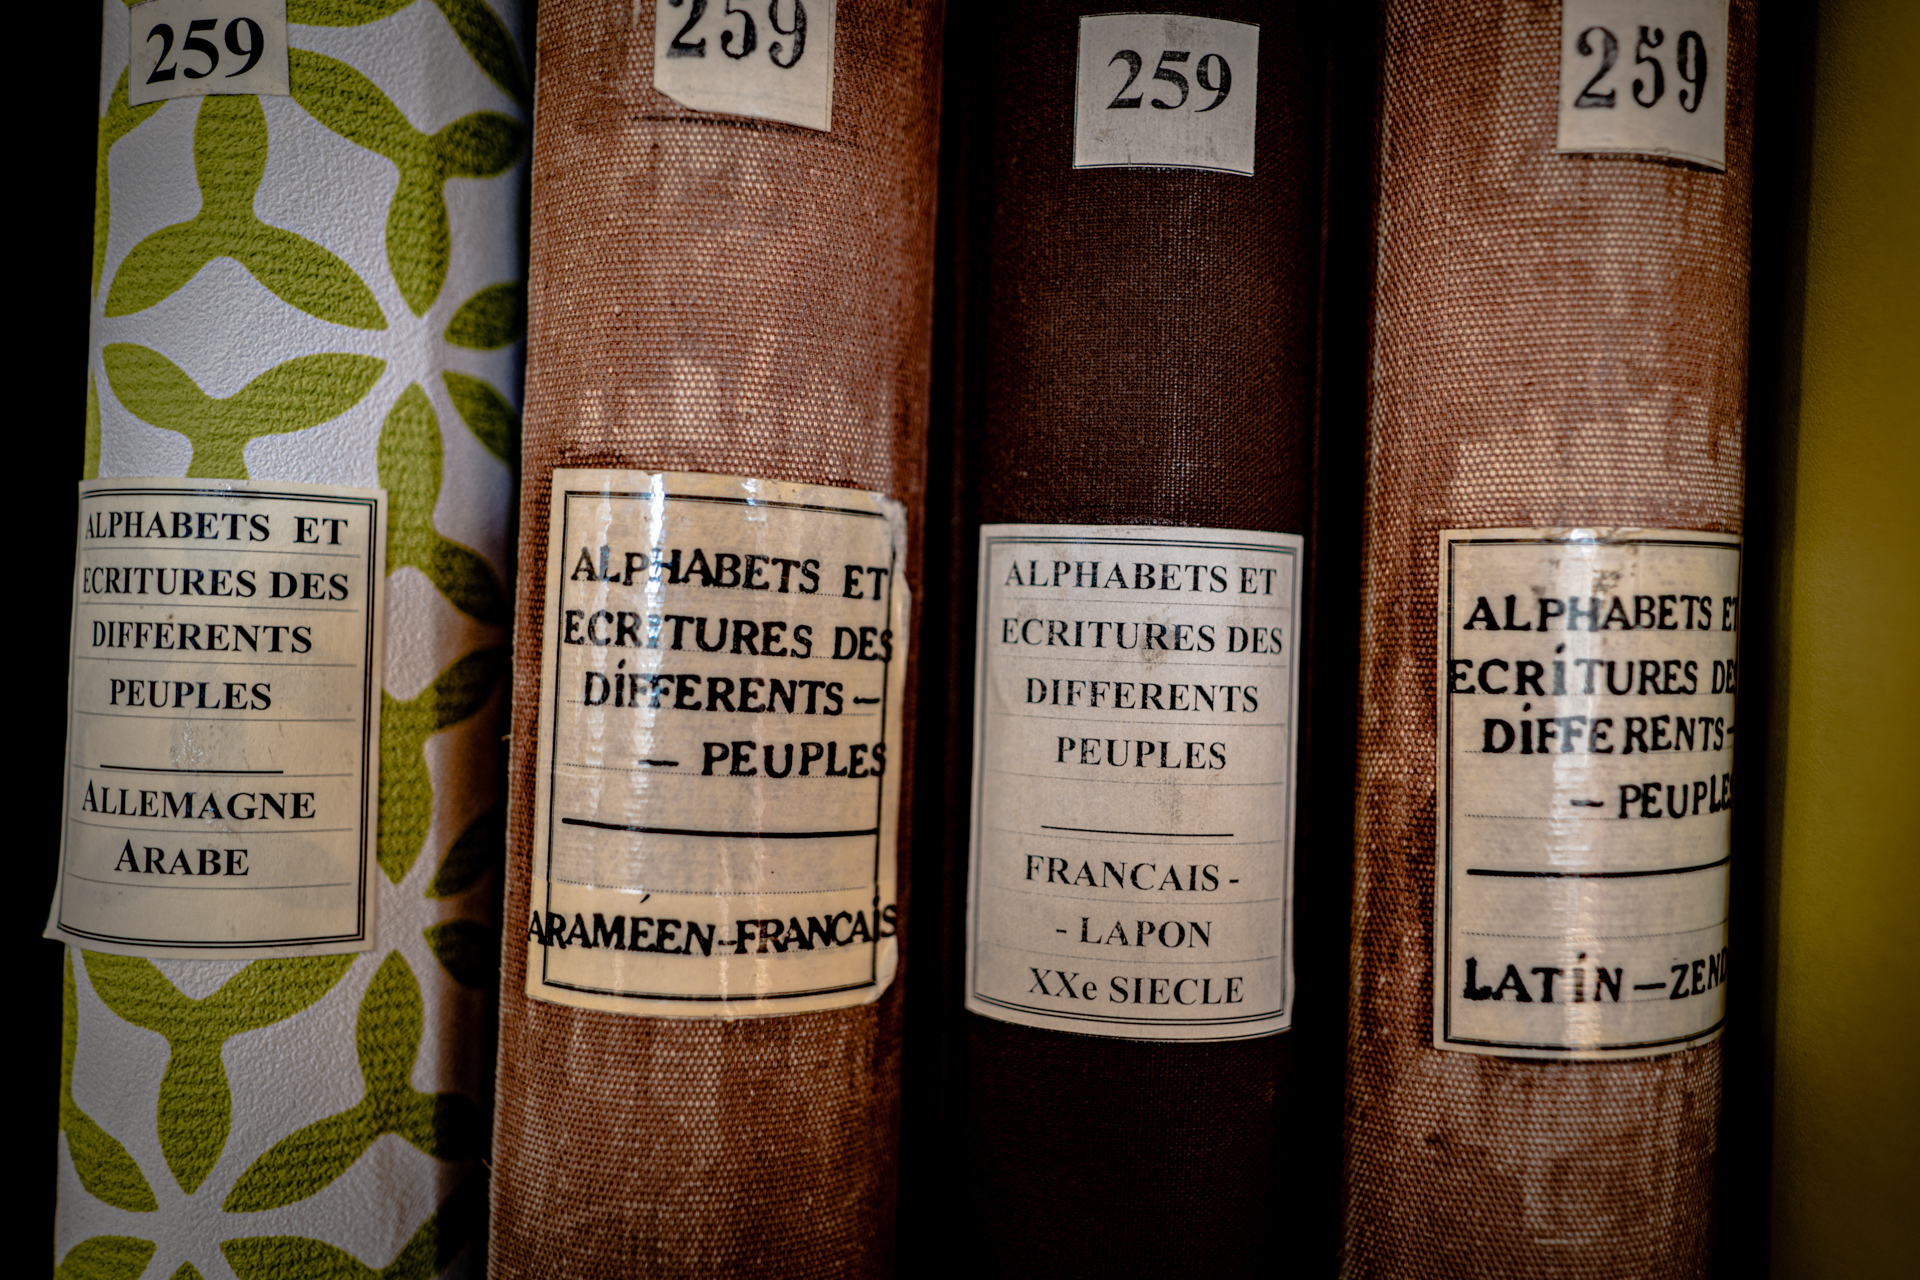 259
ALPHABETS ET
ECRITURES DES
DIFFERENTS
PEUPLES
ALLEMAGNE
ARABE
259
ALPHABETS ET
ECRITURES DES
DIFFERENTS —
— PEUPLES
ARAMÉEN-FRANCAIS
259
ALPHABETS ET
ECRITURES DES
DIFFERENTS
PEUPLES
FRANCAIS -
- LAPON
XXe SIECLE
259
ALPHABETS ET
ECRITURES DES
DIFFERENTS-
— PEUPLES
LATIN — ZEND